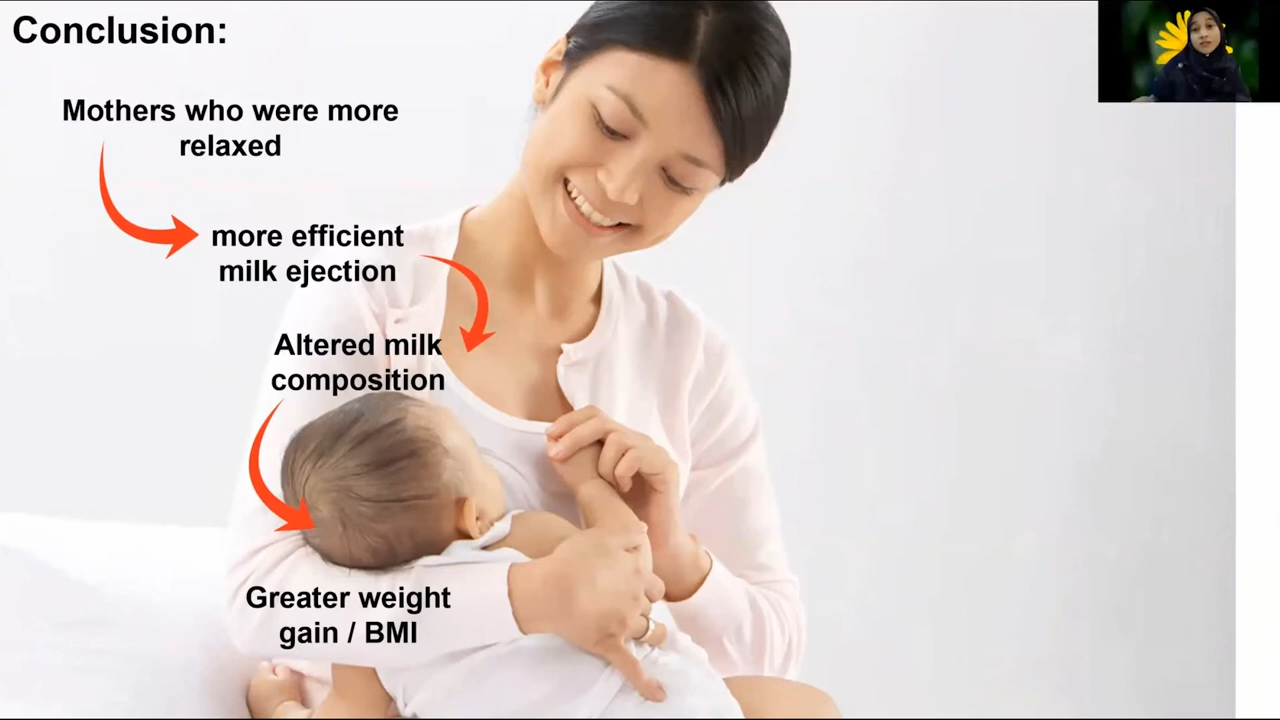 Conclusion:
Mothers who were more
relaxed
more efficient
milk ejection
Altered milk
composition
Greater weight
gain / BMI